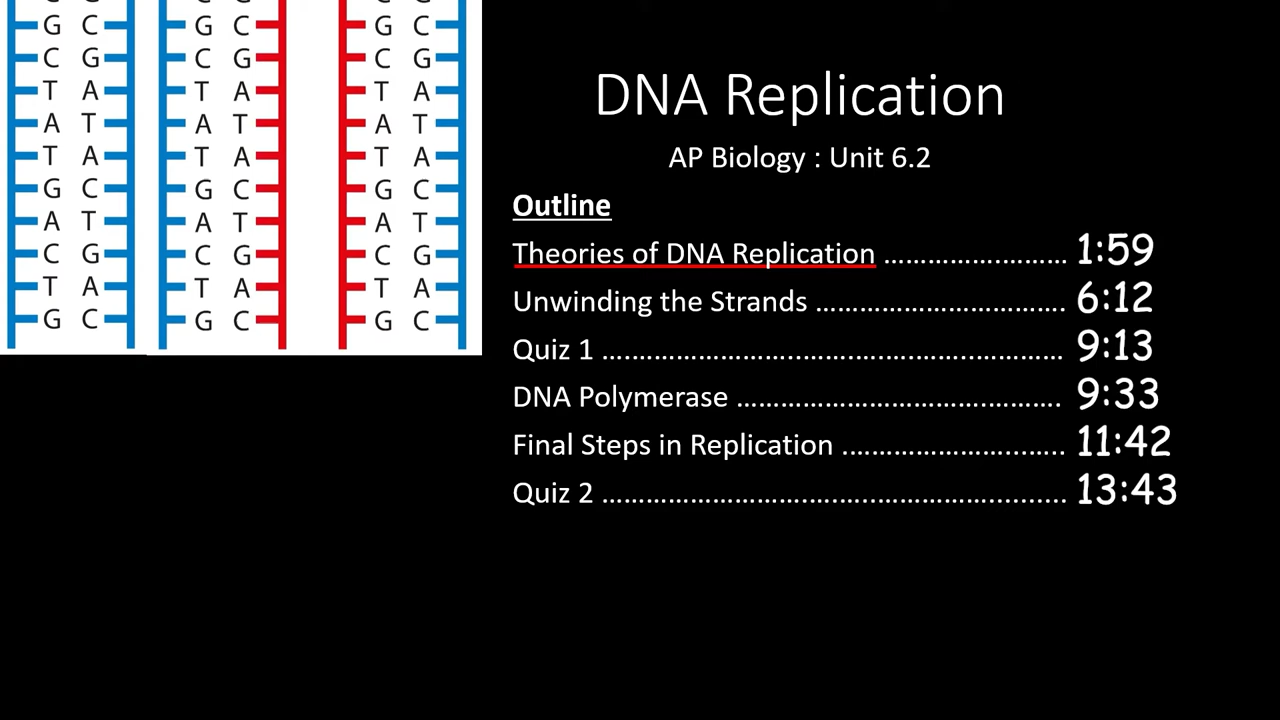 G C G C G C
C G C G C G
T A T A T A
A T A T A T
T A T A T A
G C G C G C
A T A T A T
C G C G C G
T A T A T A
G C G C G C
DNA Replication
AP Biology : Unit 6.2
Outline
Theories of DNA Replication ........................... 1:59
Unwinding the Strands ................................. 6:12
Quiz 1 ................................................ 9:13
DNA Polymerase ........................................ 9:33
Final Steps in Replication ............................ 11:42
Quiz 2 ................................................ 13:43